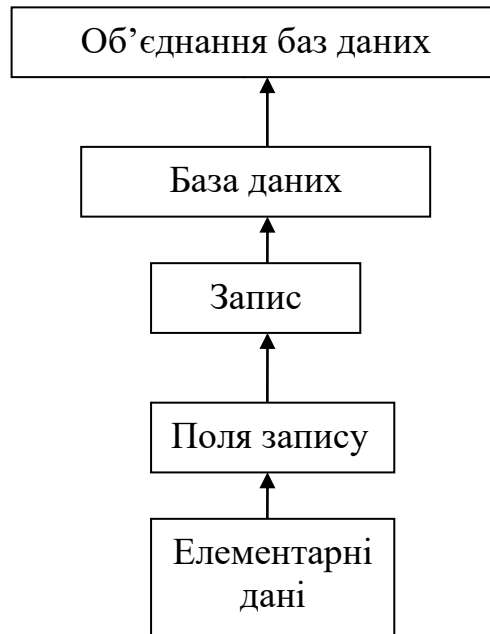 Об’єднання баз даних
База даних
Запис
Поля запису
Елементарні
дані